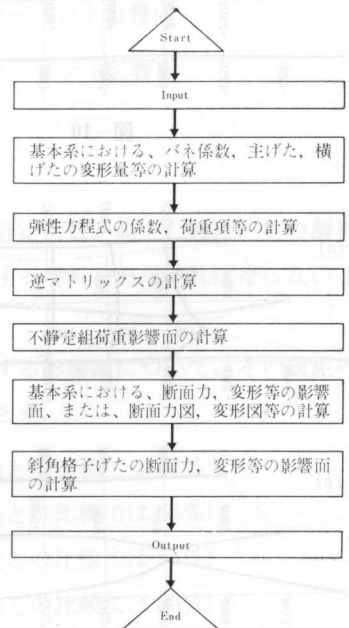 Start
Input
基本系における、バネ係数，主げた，横
げたの変形量等の計算
弾性方程式の係数，荷重項等の計算
逆マトリックスの計算
不静定組荷重影響面の計算
基本系における、断面力，変形等の影響
面、または、断面力図，変形図等の計算
斜角格子げたの断面力，変形等の影響面
の計算
Output
End